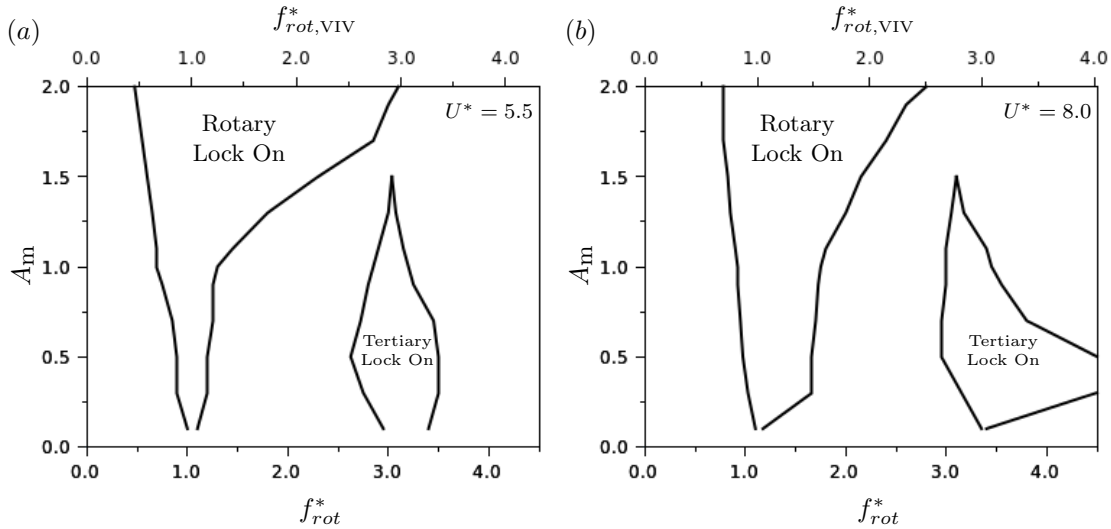 (a)
f*rot,VIV
0.0 1.0 2.0 3.0 4.0
2.0
1.5
1.0
0.5
0.0
Am
U* = 5.5
Rotary
Lock On
Tertiary
Lock On
0.0 1.0 2.0 3.0 4.0
f*rot
(b)
f*rot,VIV
0.0 1.0 2.0 3.0 4.0
2.0
1.5
1.0
0.5
0.0
Am
U* = 8.0
Rotary
Lock On
Tertiary
Lock On
0.0 1.0 2.0 3.0 4.0
f*rot